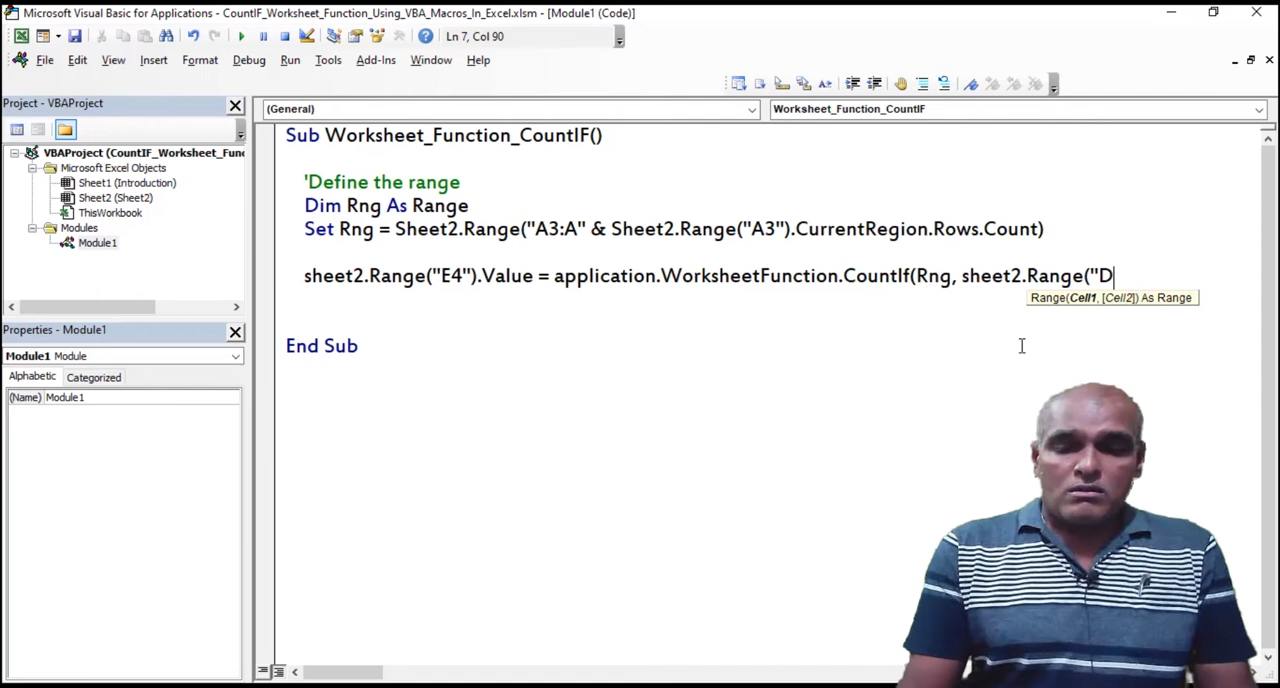 Microsoft Visual Basic for Applications - CountIF_Worksheet_Function_Using_VBA_Macros_In_Excel.xlsm - [Module1 (Code)]
Ln 7, Col 90
File Edit View Insert Format Debug Run Tools Add-Ins Window Help
Project - VBAProject
VBAProject (CountIF_Worksheet_Func
Microsoft Excel Objects
Sheet1 (Introduction)
Sheet2 (Sheet2)
ThisWorkbook
Modules
Module1
Properties - Module1
Module1 Module
Alphabetic Categorized
(Name) Module1
(General) Worksheet_Function_CountIF
Sub Worksheet_Function_CountIF()
'Define the range
Dim Rng As Range
Set Rng = Sheet2.Range("A3:A" & Sheet2.Range("A3").CurrentRegion.Rows.Count)
sheet2.Range("E4").Value = application.WorksheetFunction.CountIf(Rng, sheet2.Range("D
Range(Cell1, [Cell2]) As Range
End Sub